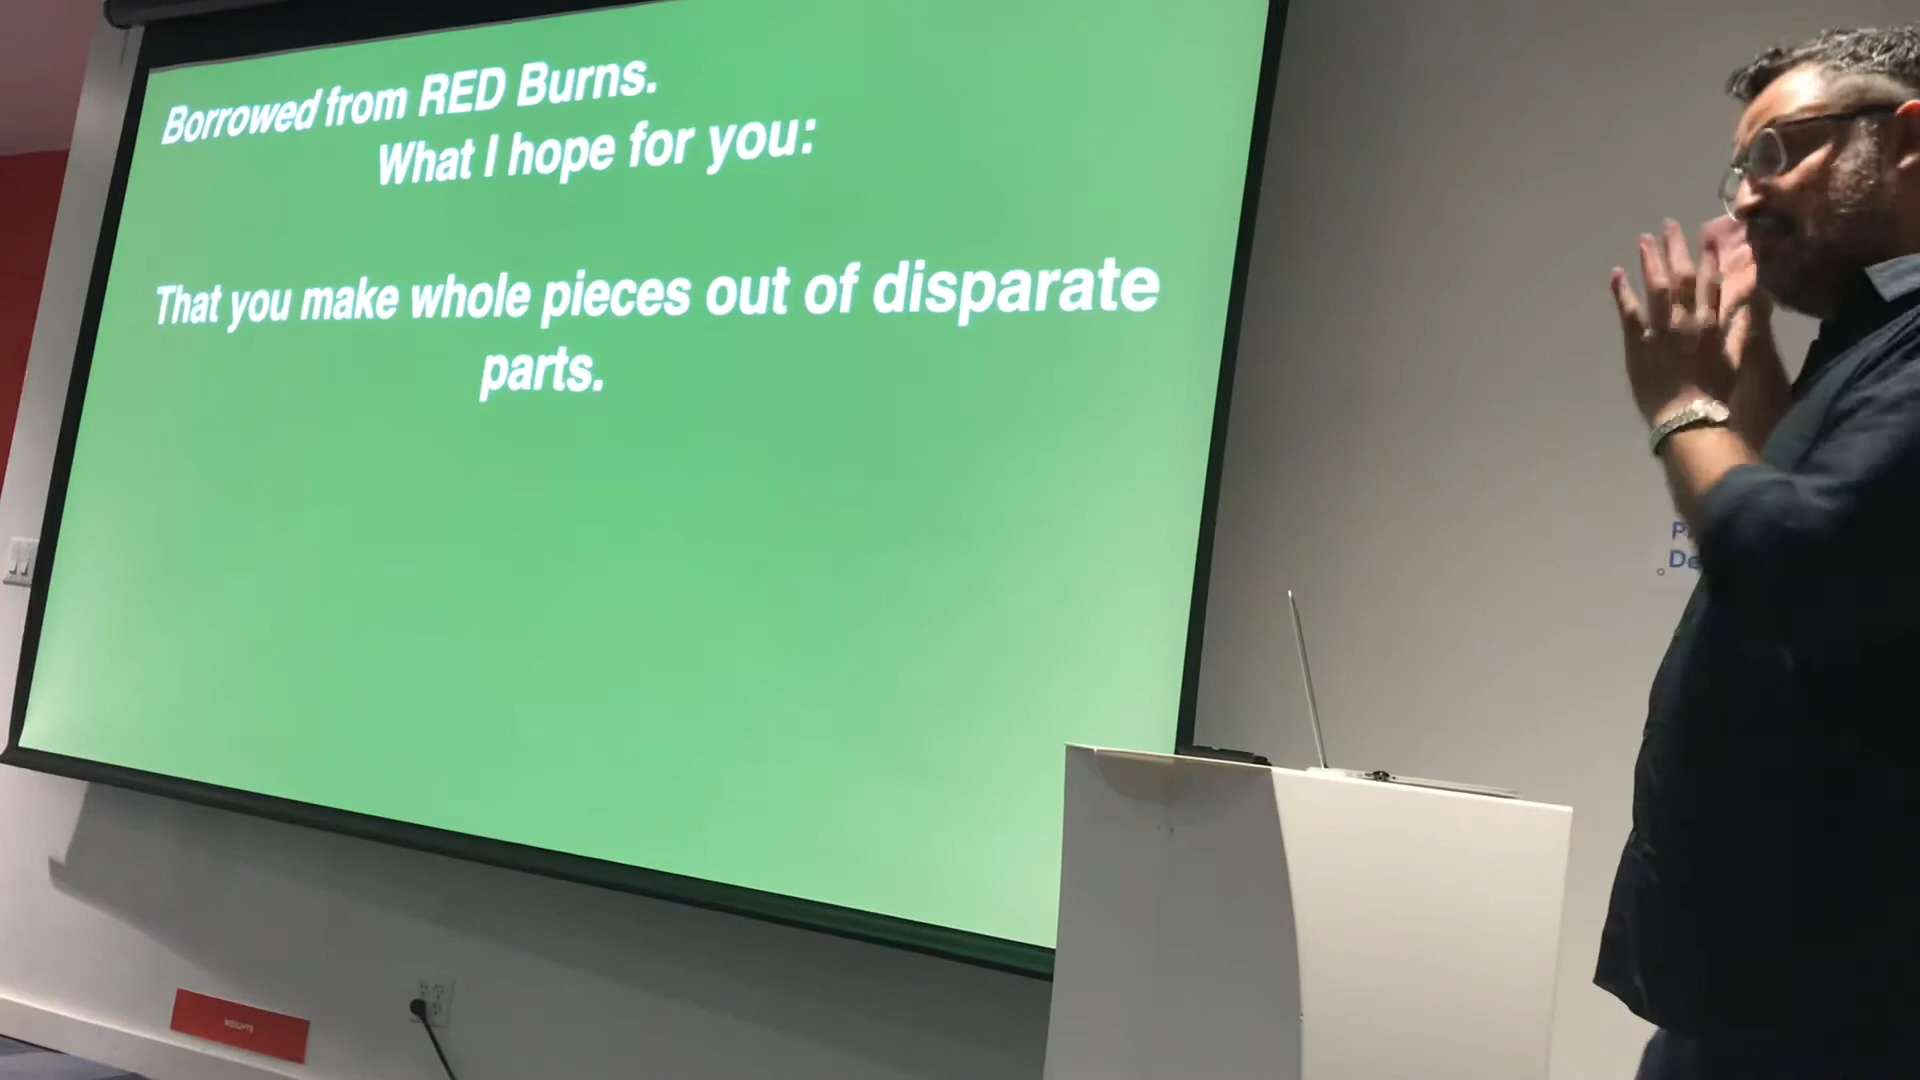 Borrowed from RED Burns.
What I hope for you:
That you make whole pieces out of disparate
parts.